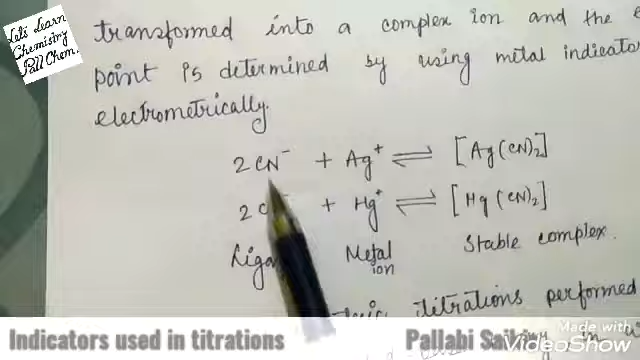 Let's Learn
Chemistry
Pall Chem.
transformed into a complex ion and the
point is determined by using metal indicator
electrometrically.
2CN⁻ + Ag⁺ ⇌ [Ag(CN)₂]
+ Hg⁺ ⇌ [Hg(CN)₂]
Metal ion Stable complex.
titrations performed
Indicators used in titrations Pallabi
Made with
VideoShow